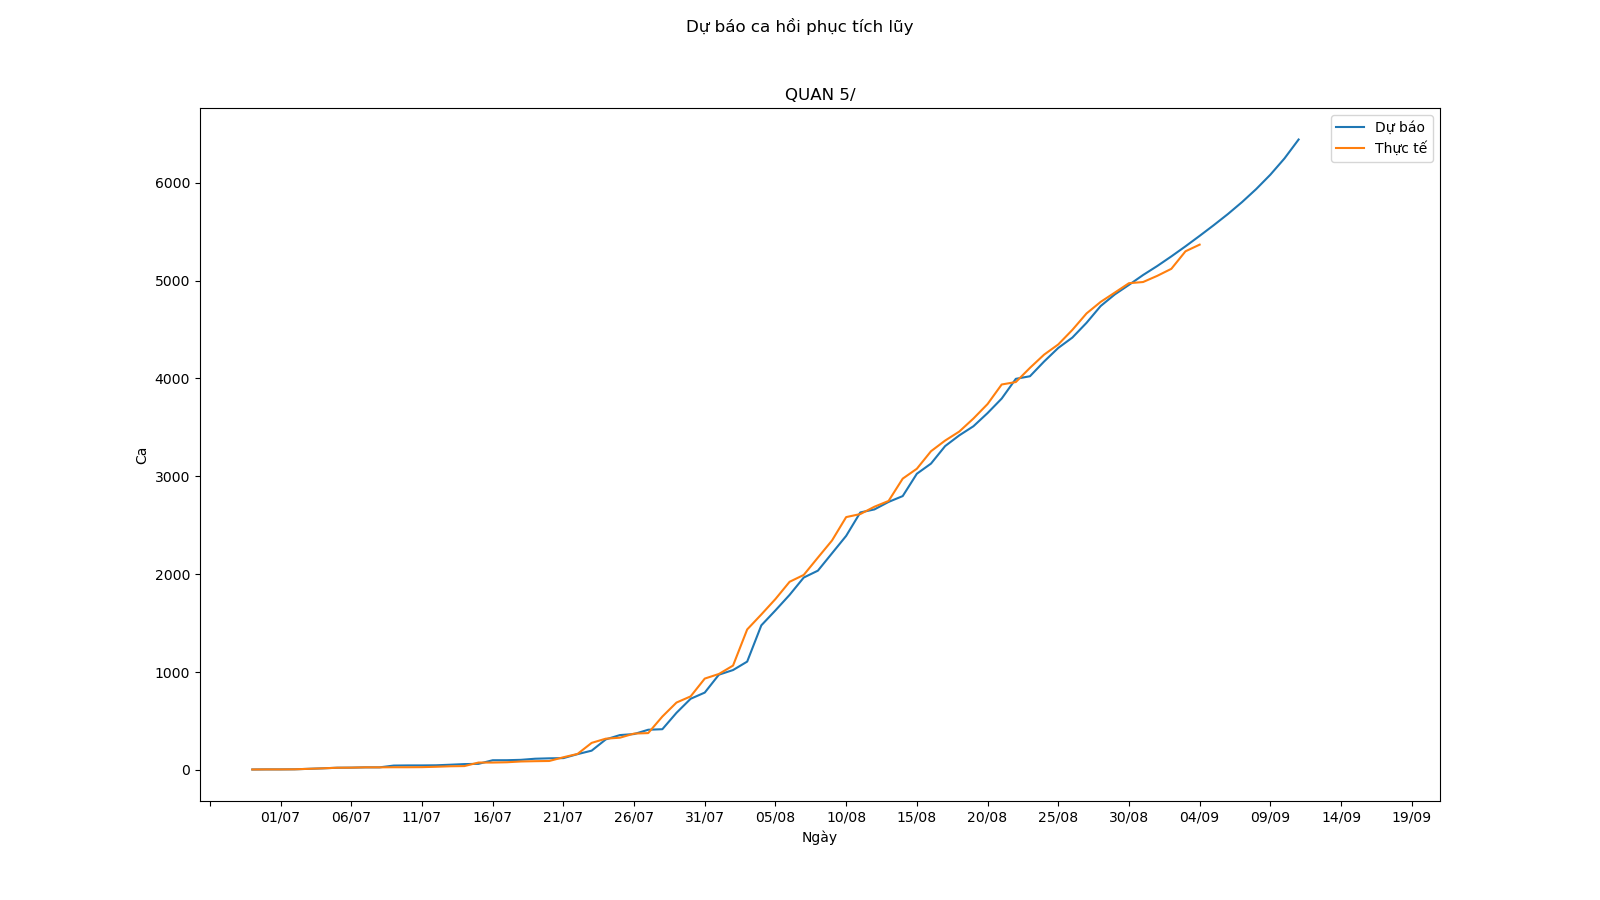 Dự báo ca hồi phục tích lũy
QUAN 5/
Dự báo
Thực tế
6000
5000
4000
3000
2000
1000
0
Ca
01/07 06/07 11/07 16/07 21/07 26/07 31/07 05/08 10/08 15/08 20/08 25/08 30/08 04/09 09/09 14/09 19/09
Ngày